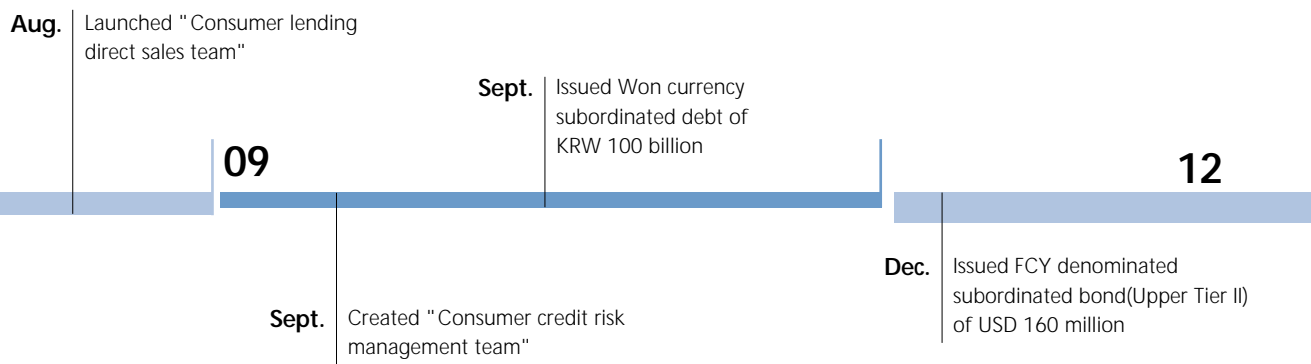 Aug. Launched "Consumer lending
direct sales team"
Sept. Issued Won currency
subordinated debt of
KRW 100 billion
09
12
Dec. Issued FCY denominated
subordinated bond(Upper Tier II)
of USD 160 million
Sept. Created "Consumer credit risk
management team"